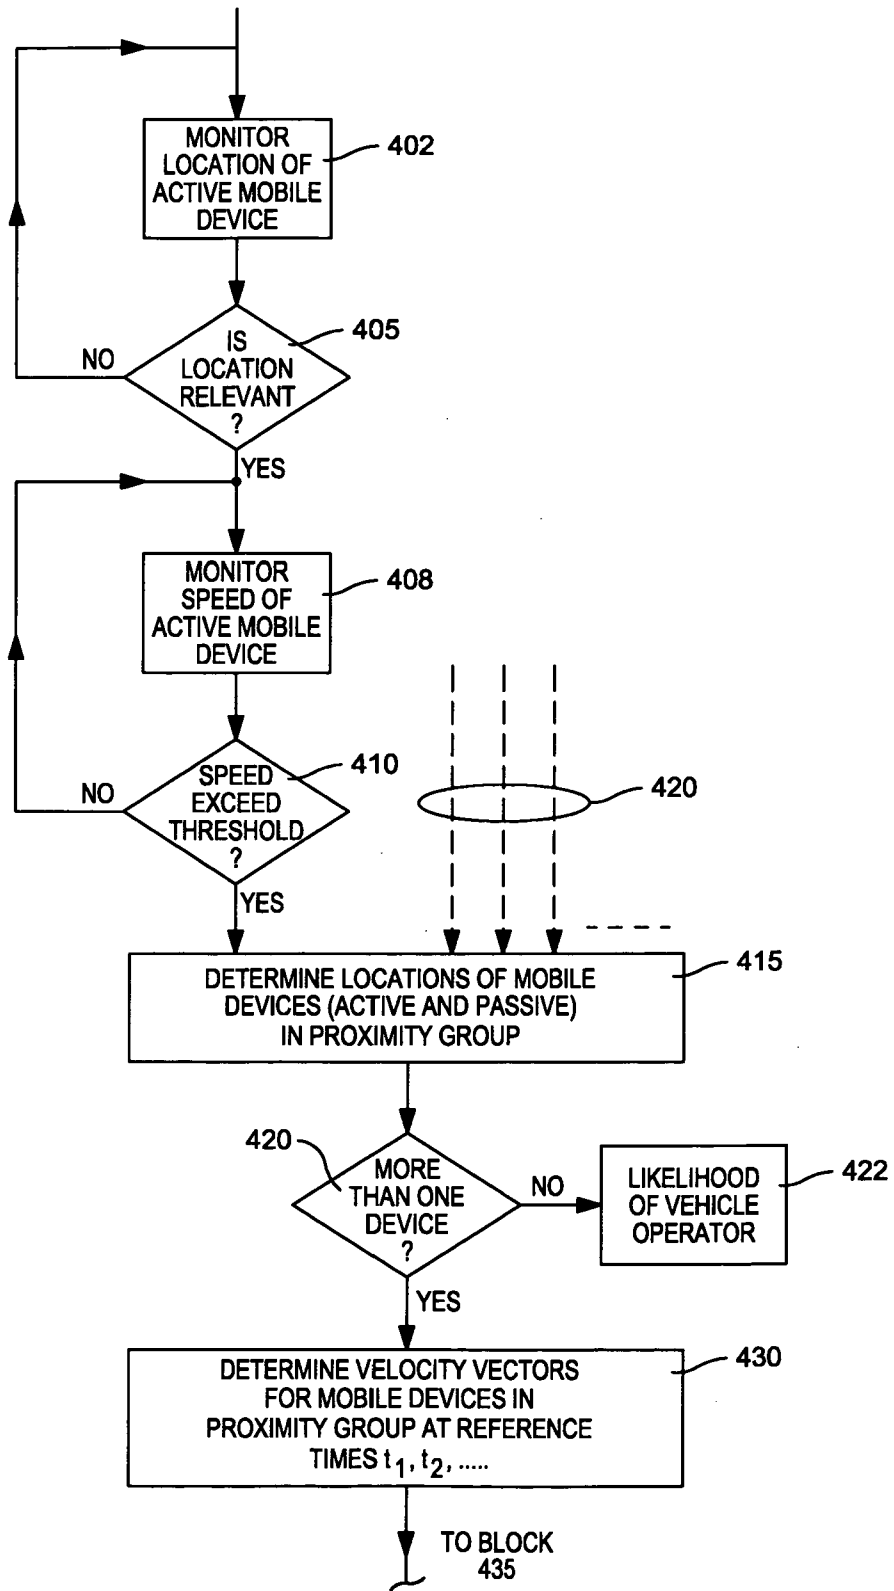 MONITOR
LOCATION OF
ACTIVE MOBILE
DEVICE
402
IS
LOCATION
RELEVANT
?
405
NO
YES
MONITOR
SPEED OF
ACTIVE MOBILE
DEVICE
408
SPEED
EXCEED
THRESHOLD
?
410
NO
420
YES
DETERMINE LOCATIONS OF MOBILE
DEVICES (ACTIVE AND PASSIVE)
IN PROXIMITY GROUP
415
420
MORE
THAN ONE
DEVICE
?
NO
LIKELIHOOD
OF VEHICLE
OPERATOR
422
YES
DETERMINE VELOCITY VECTORS
FOR MOBILE DEVICES IN
PROXIMITY GROUP AT REFERENCE
TIMES t1, t2, .....
430
TO BLOCK
435